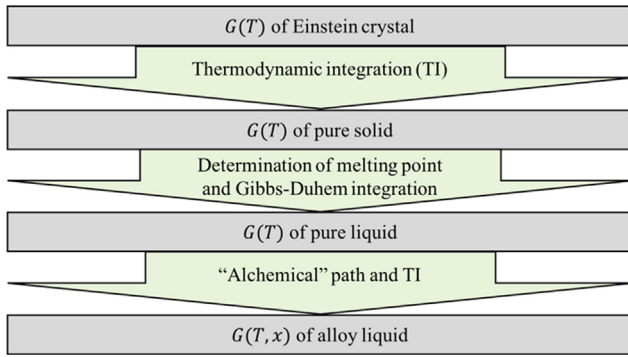 G(T) of Einstein crystal
Thermodynamic integration (TI)
G(T) of pure solid
Determination of melting point
and Gibbs-Duhem integration
G(T) of pure liquid
“Alchemical” path and TI
G(T, x) of alloy liquid